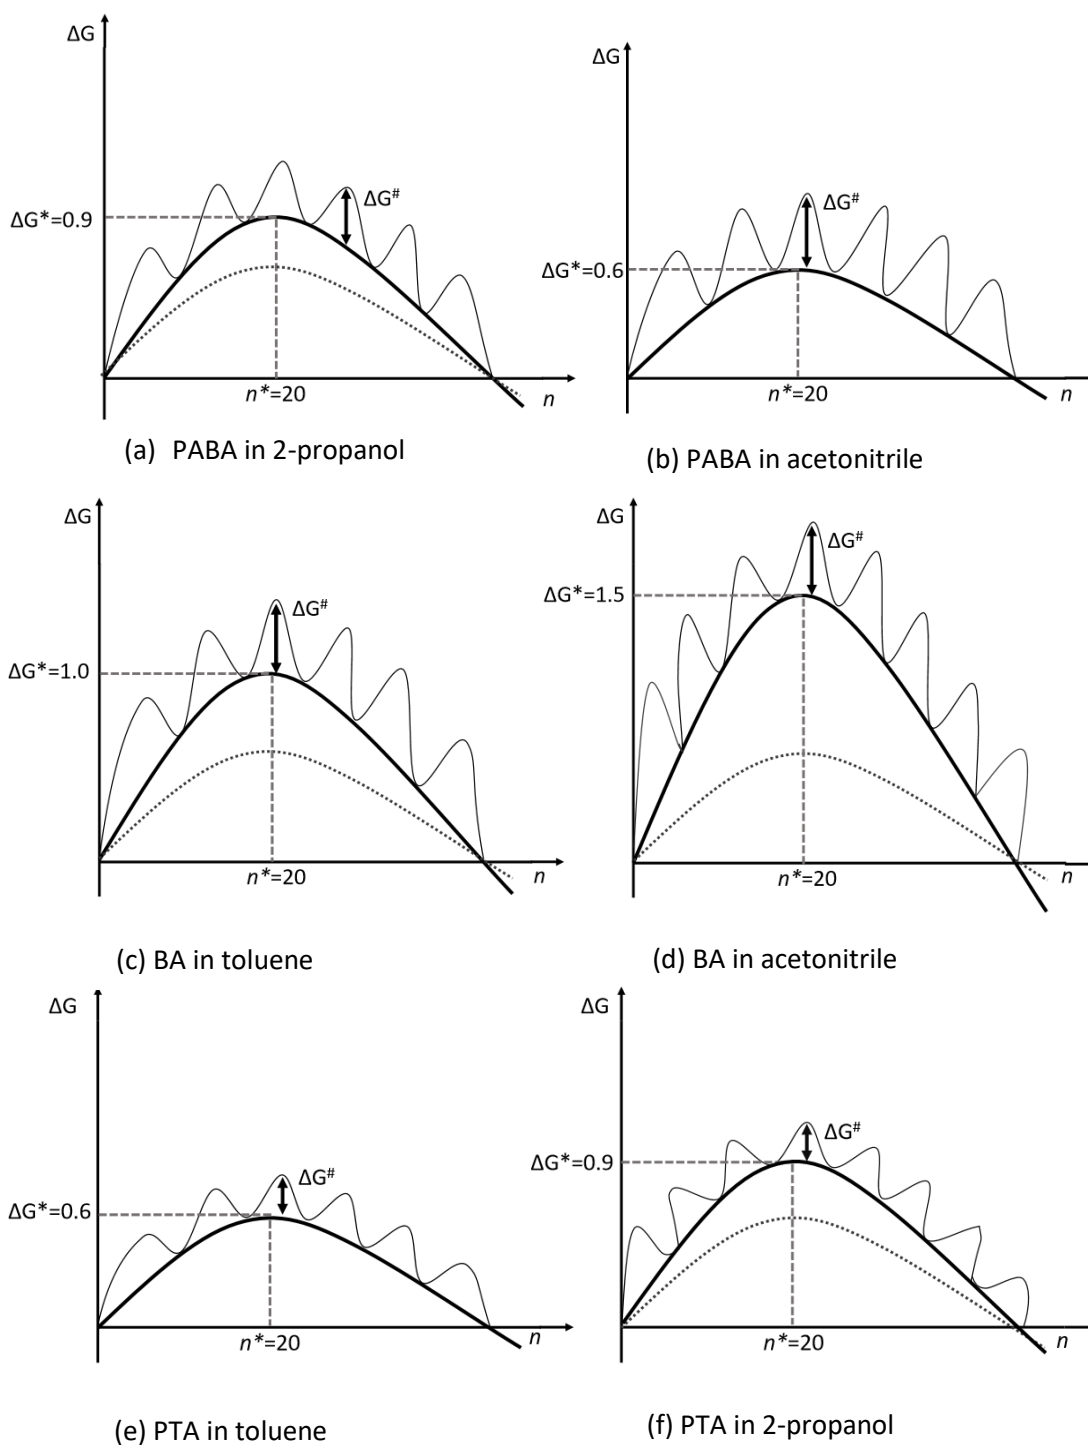 ΔG
ΔG#
ΔG*=0.9
n*=20
n
(a) PABA in 2-propanol
ΔG
ΔG#
ΔG*=0.6
n*=20
n
(b) PABA in acetonitrile
ΔG
ΔG#
ΔG*=1.0
n*=20
n
(c) BA in toluene
ΔG
ΔG#
ΔG*=1.5
n*=20
n
(d) BA in acetonitrile
ΔG
ΔG#
ΔG*=0.6
n*=20
n
(e) PTA in toluene
ΔG
ΔG#
ΔG*=0.9
n*=20
n
(f) PTA in 2-propanol